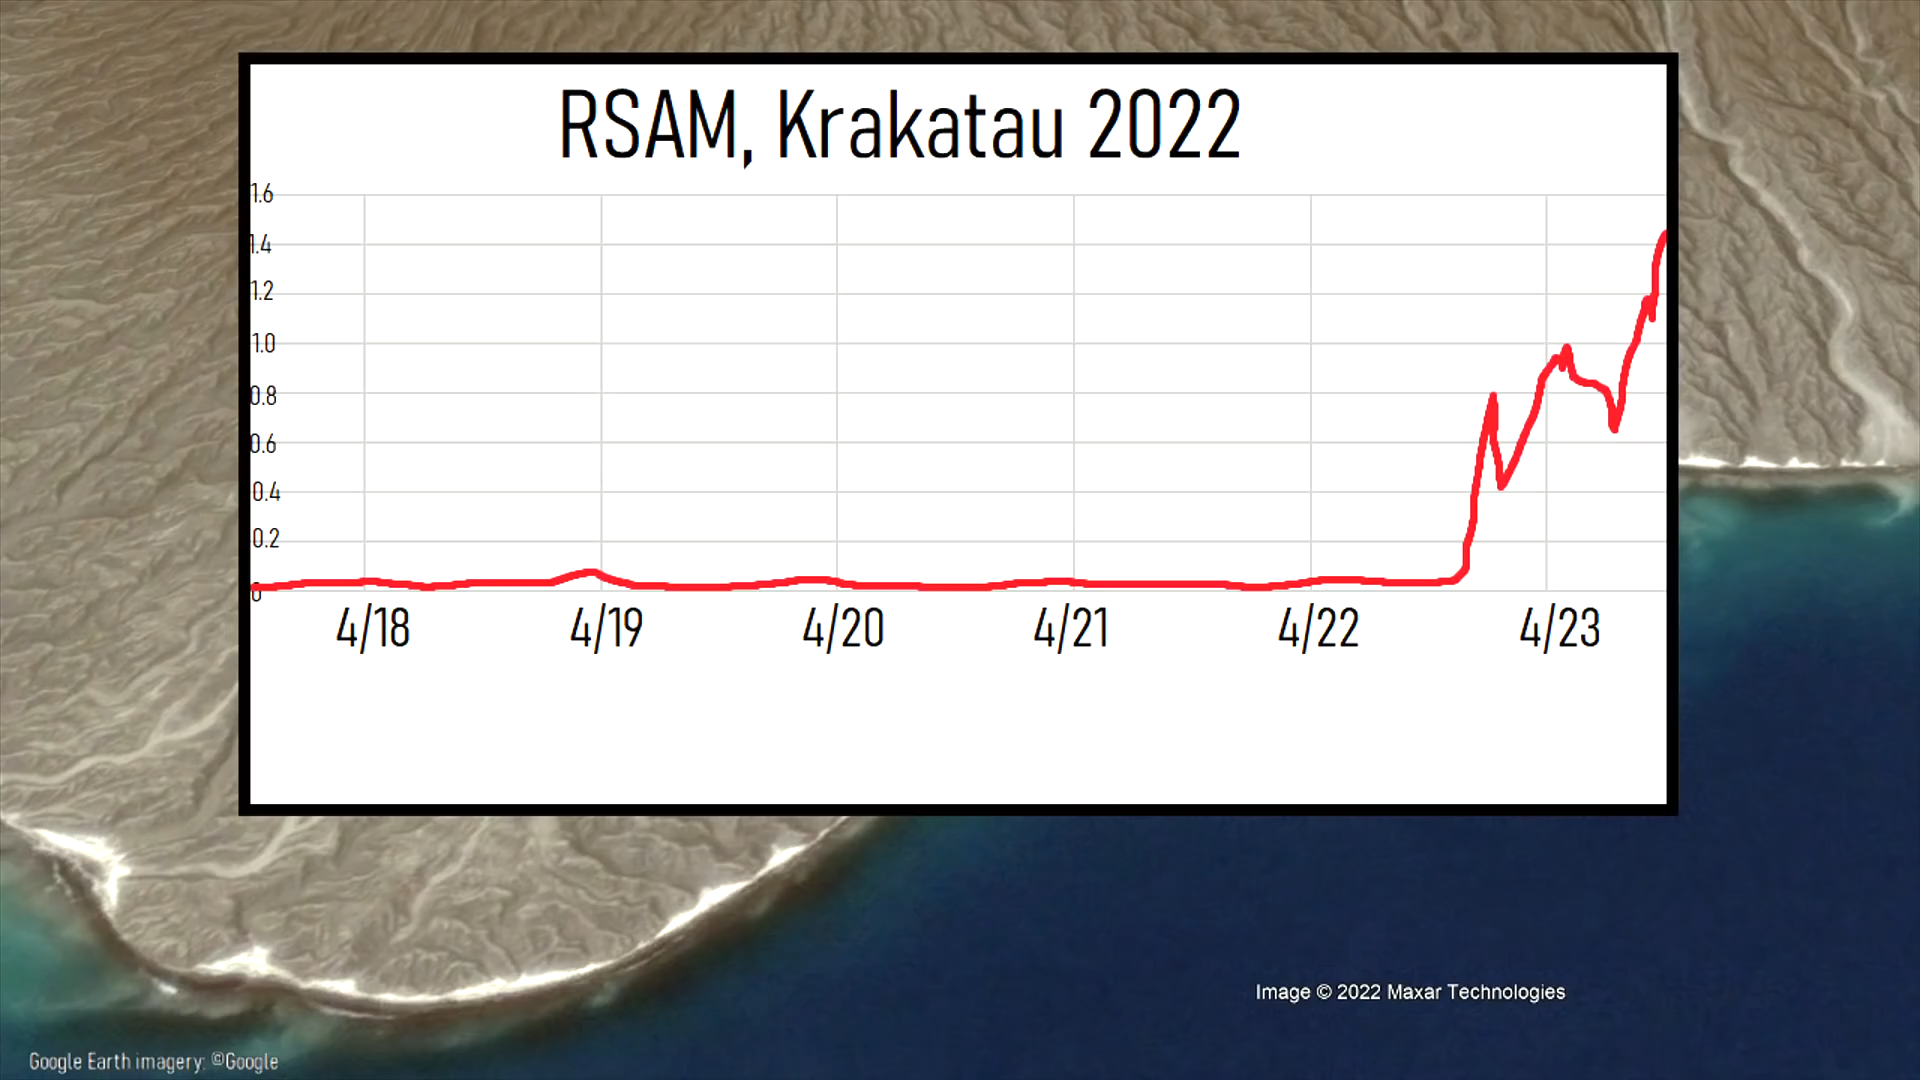 RSAM, Krakatau 2022
1.6
1.4
1.2
1.0
0.8
0.6
0.4
0.2
0
4/18 4/19 4/20 4/21 4/22 4/23
Image © 2022 Maxar Technologies
Google Earth imagery: ©Google